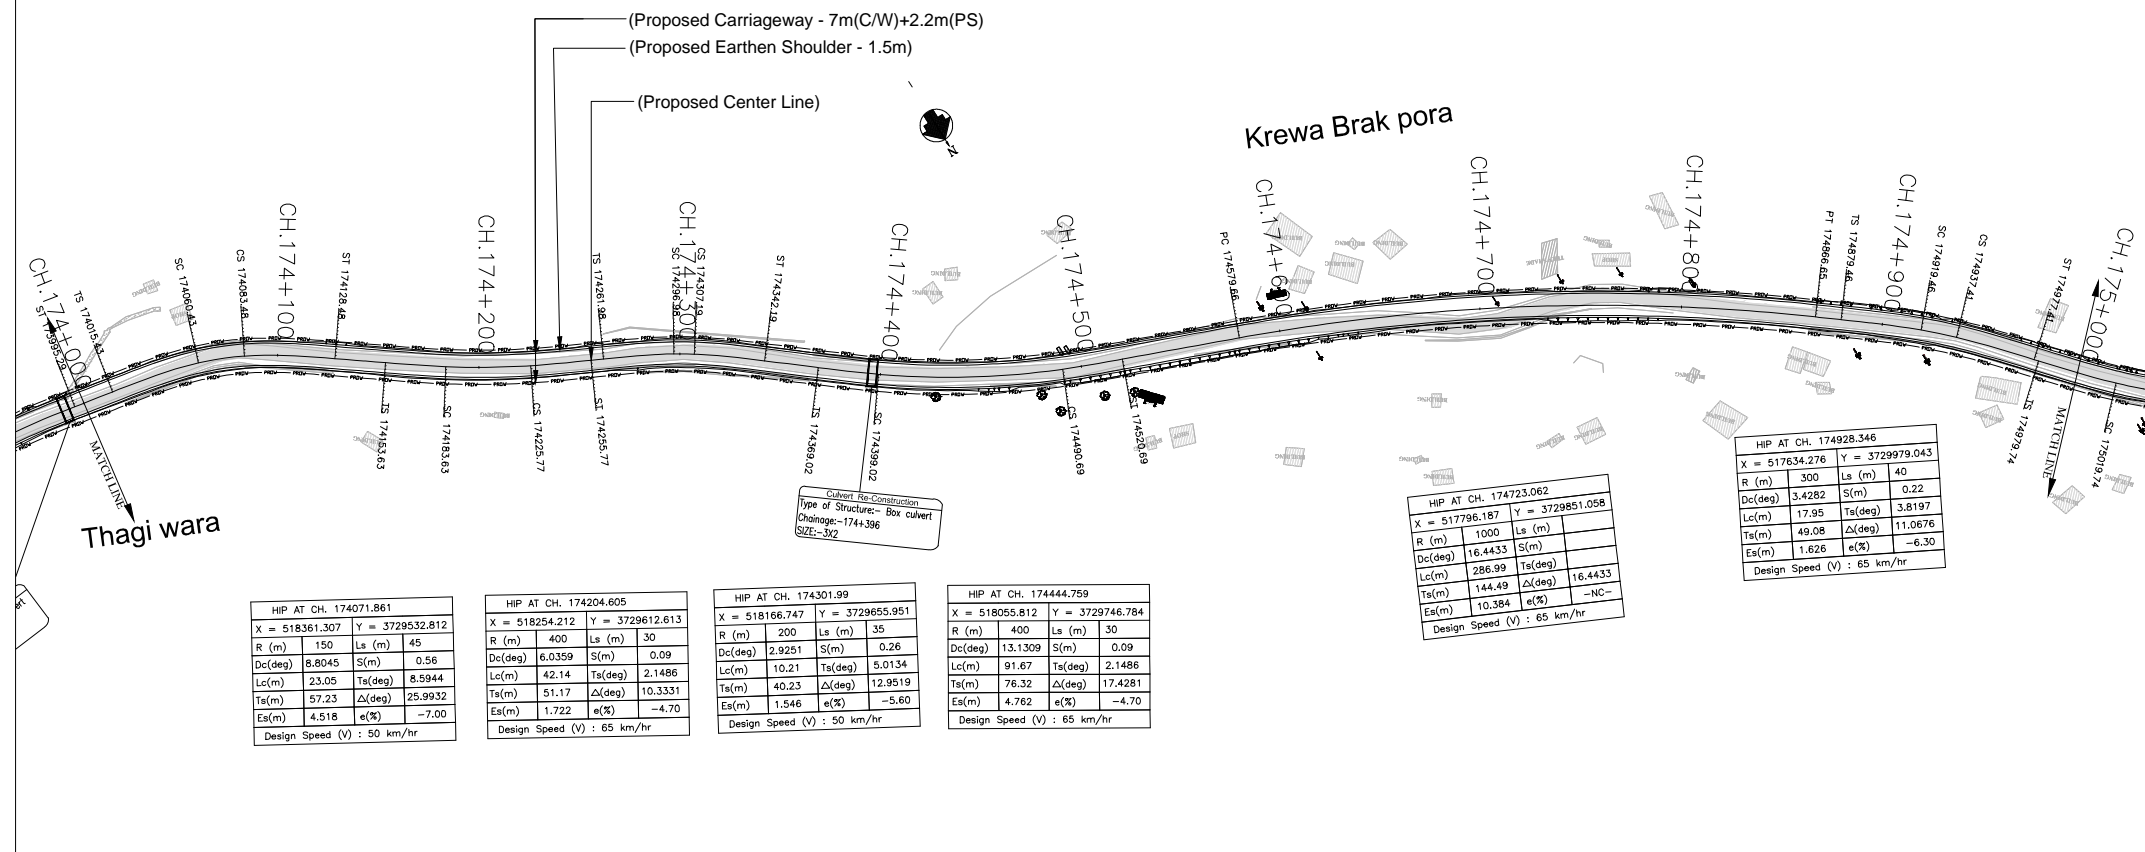 (Proposed Carriageway - 7m(C/W)+2.2m(PS)
(Proposed Earthen Shoulder - 1.5m)
(Proposed Center Line)
N
Krewa Brak pora
Thagi wara
CH.174+000
CH.174+100
CH.174+200
CH.174+300
CH.174+400
CH.174+500
CH.174+600
CH.174+700
CH.174+800
CH.174+900
CH.175+000
ST 173995.29
TS 174015.43
SC 174060.43
CS 174083.48
ST 174128.48
TS 174153.63
SC 174183.63
CS 174225.77
ST 174255.77
TS 174261.98
SC 174296.98
CS 174307.19
ST 174342.19
TS 174369.02
SC 174399.02
CS 174490.69
ST 174520.69
PC 174579.66
PT 174866.65
TS 174879.46
SC 174919.46
CS 174937.41
ST 174977.41
TS 174979.74
SC 175019.74
MATCH LINE
MATCH LINE
Culvert Re-Construction
Type of Structure:- Box culvert
Chainage:-174+396
SIZE:-3X2
HIP AT CH. 174071.861
X = 518361.307 Y = 3729532.812
R (m) 150 Ls (m) 45
Dc(deg) 8.8045 S(m) 0.56
Lc(m) 23.05 Ts(deg) 8.5944
Ts(m) 57.23 △(deg) 25.9932
Es(m) 4.518 e(%) -7.00
Design Speed (V) : 50 km/hr
HIP AT CH. 174204.605
X = 518254.212 Y = 3729612.613
R (m) 400 Ls (m) 30
Dc(deg) 6.0359 S(m) 0.09
Lc(m) 42.14 Ts(deg) 2.1486
Ts(m) 51.17 △(deg) 10.3331
Es(m) 1.722 e(%) -4.70
Design Speed (V) : 65 km/hr
HIP AT CH. 174301.99
X = 518166.747 Y = 3729655.951
R (m) 200 Ls (m) 35
Dc(deg) 2.9251 S(m) 0.26
Lc(m) 10.21 Ts(deg) 5.0134
Ts(m) 40.23 △(deg) 12.9519
Es(m) 1.546 e(%) -5.60
Design Speed (V) : 50 km/hr
HIP AT CH. 174444.759
X = 518055.812 Y = 3729746.784
R (m) 400 Ls (m) 30
Dc(deg) 13.1309 S(m) 0.09
Lc(m) 91.67 Ts(deg) 2.1486
Ts(m) 76.32 △(deg) 17.4281
Es(m) 4.762 e(%) -4.70
Design Speed (V) : 65 km/hr
HIP AT CH. 174723.062
X = 517796.187 Y = 3729851.058
R (m) 1000 Ls (m)
Dc(deg) 16.4433 S(m)
Lc(m) 286.99 Ts(deg)
Ts(m) 144.49 △(deg) 16.4433
Es(m) 10.384 e(%) -NC-
Design Speed (V) : 65 km/hr
HIP AT CH. 174928.346
X = 517634.276 Y = 3729979.043
R (m) 300 Ls (m) 40
Dc(deg) 3.4282 S(m) 0.22
Lc(m) 17.95 Ts(deg) 3.8197
Ts(m) 49.08 △(deg) 11.0676
Es(m) 1.626 e(%) -6.30
Design Speed (V) : 65 km/hr